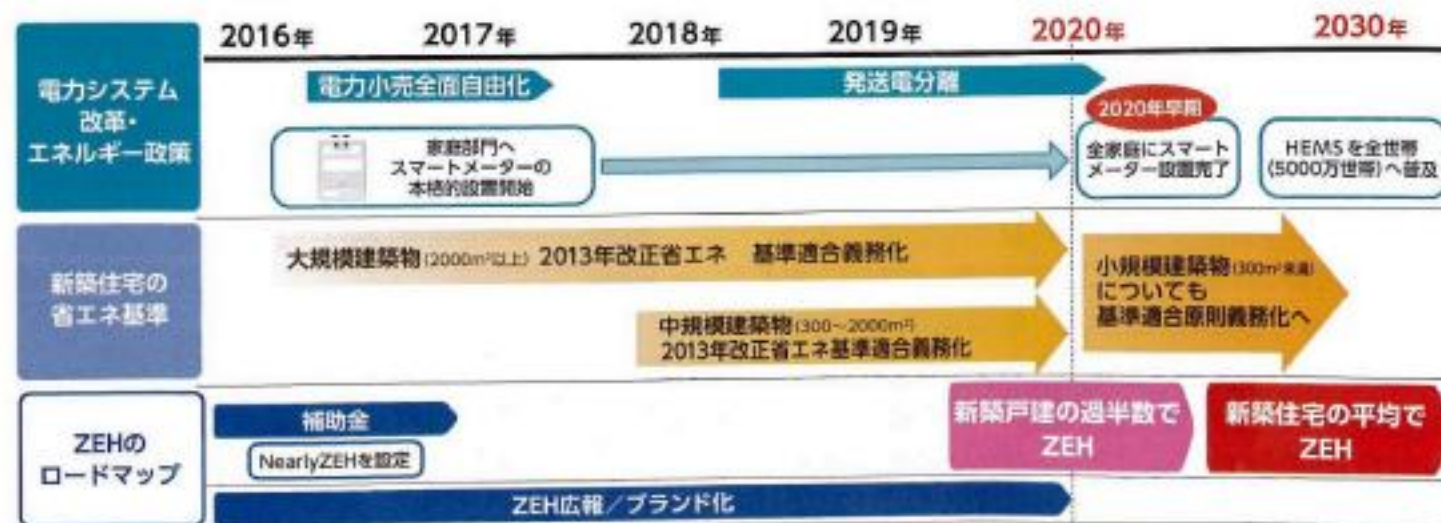 2016年 2017年 2018年 2019年 2020年 2030年
電力システム
改革・
エネルギー政策
電力小売全面自由化
発送電分離
家庭部門へ
スマートメーターの
本格的設置開始
2020年早期
全家庭にスマート
メーター設置完了
HEMSを全世帯
(5000万世帯)へ普及
新築住宅の
省エネ基準
大規模建築物(2000m²以上) 2013年改正省エネ 基準適合義務化
中規模建築物(300～2000m²)
2013年改正省エネ基準適合義務化
小規模建築物(300m²未満)
についても
基準適合原則義務化へ
ZEHの
ロードマップ
補助金
NearlyZEHを設定
新築戸建の過半数で
ZEH
新築住宅の平均で
ZEH
ZEH広報／ブランド化